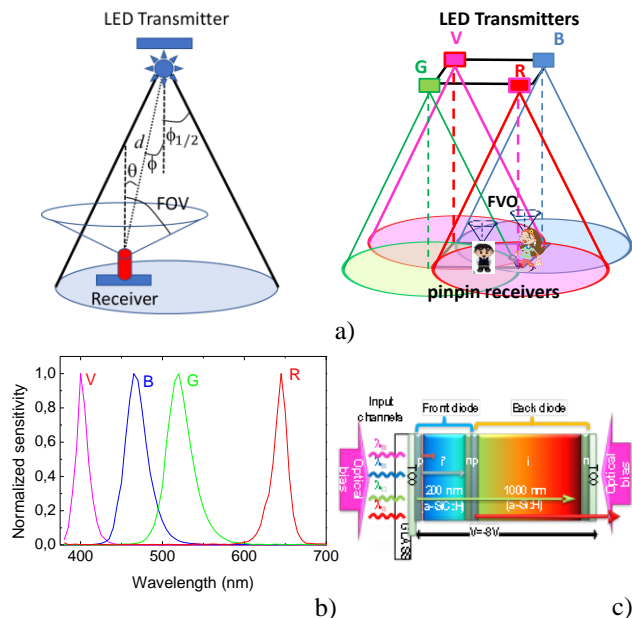 LED Transmitter
d
ϕ
ϕ1/2
θ
FOV
Receiver
LED Transmitters
V
B
G
R
FVO
pinpin receivers
a)
Normalized sensitivity
1,0
0,8
0,6
0,4
0,2
0,0
V
B
G
R
400
500
600
700
Wavelength (nm)
b)
Input
channels
Front diode
Back diode
Optical
bias
TCO
p
i'
np
i
n
TCO
Optical
bias
200 nm
(a-SiC:H)
1000 nm
(a-Si:H)
GLASS
V=-8V
c)